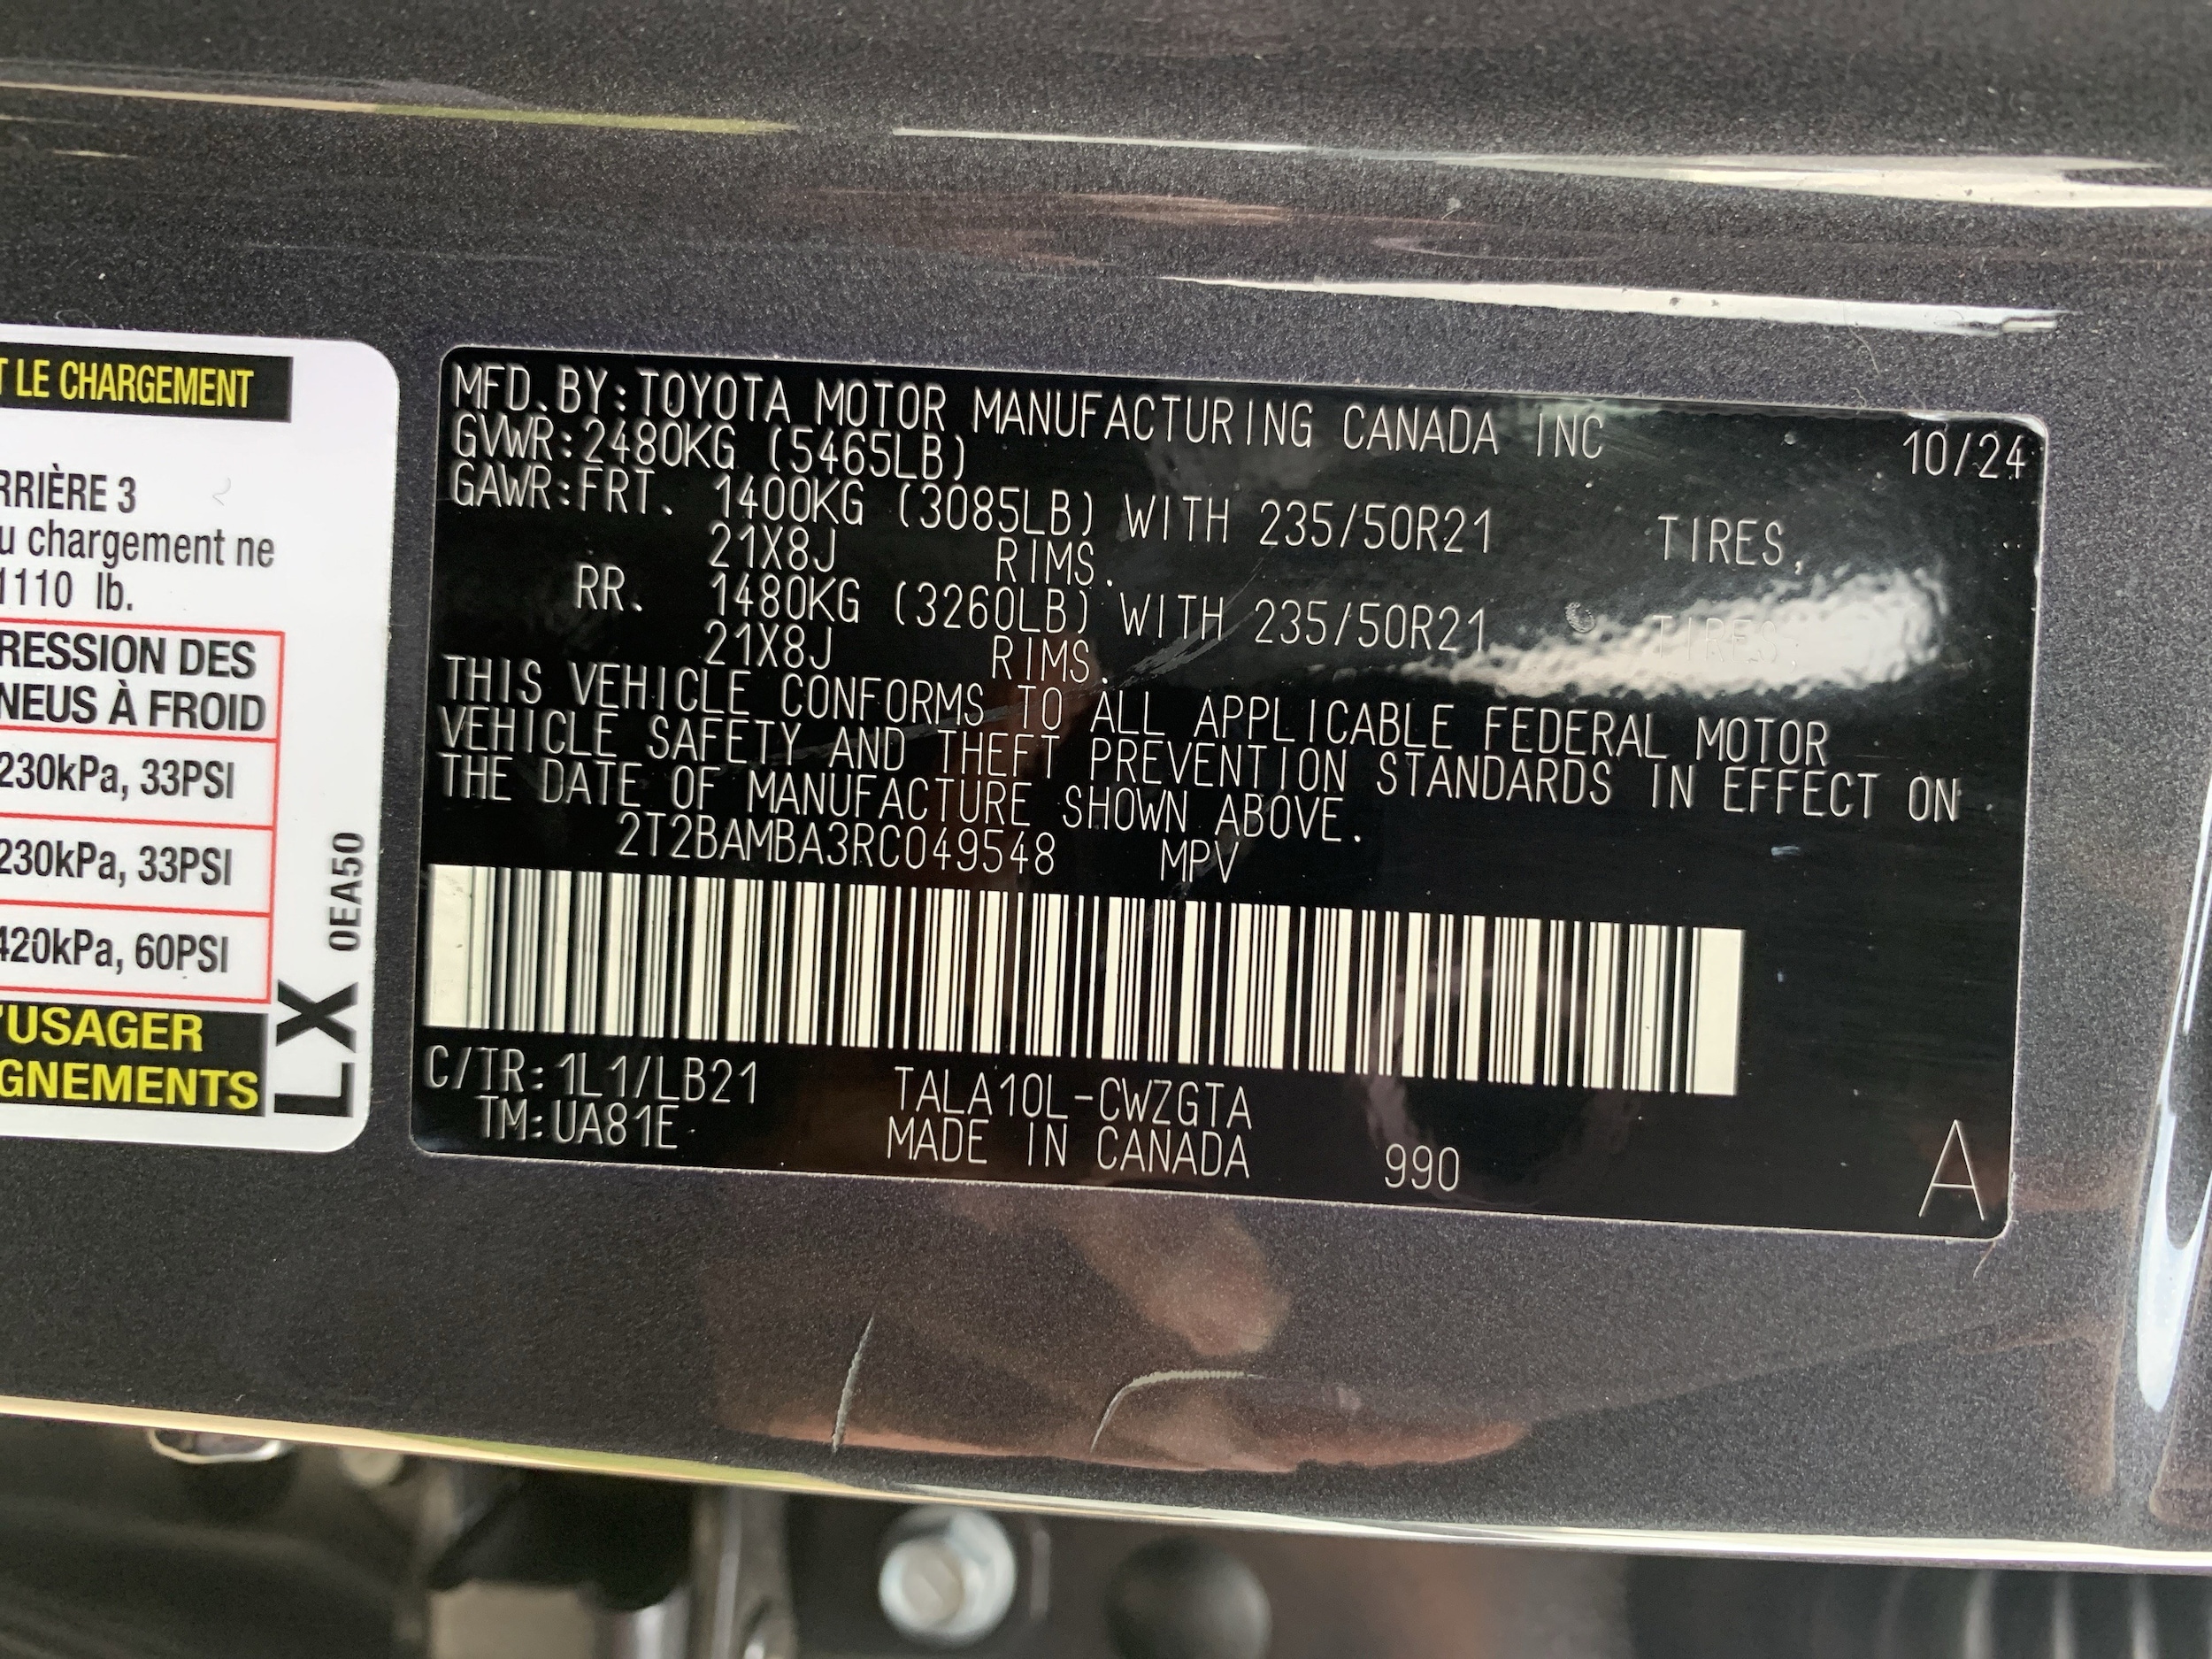 T LE CHARGEMENT
RRIÈRE 3
u chargement ne
1110 lb.
RESSION DES
NEUS À FROID
230kPa, 33PSI
230kPa, 33PSI
420kPa, 60PSI
'USAGER
GNEMENTS
LX 0EA50
MFD.BY:TOYOTA MOTOR MANUFACTURING CANADA INC 10/24
GVWR:2480KG (5465LB)
GAWR:FRT. 1400KG (3085LB) WITH 235/50R21 TIRES,
21X8J RIMS.
RR. 1480KG (3260LB) WITH 235/50R21 TIRES,
21X8J RIMS.
THIS VEHICLE CONFORMS TO ALL APPLICABLE FEDERAL MOTOR
VEHICLE SAFETY AND THEFT PREVENTION STANDARDS IN EFFECT ON
THE DATE OF MANUFACTURE SHOWN ABOVE.
2T2BAMBA3RC049548 MPV
C/TR:1L1/LB21 TALA10L-CWZGTA
TM:UA81E MADE IN CANADA 990 A